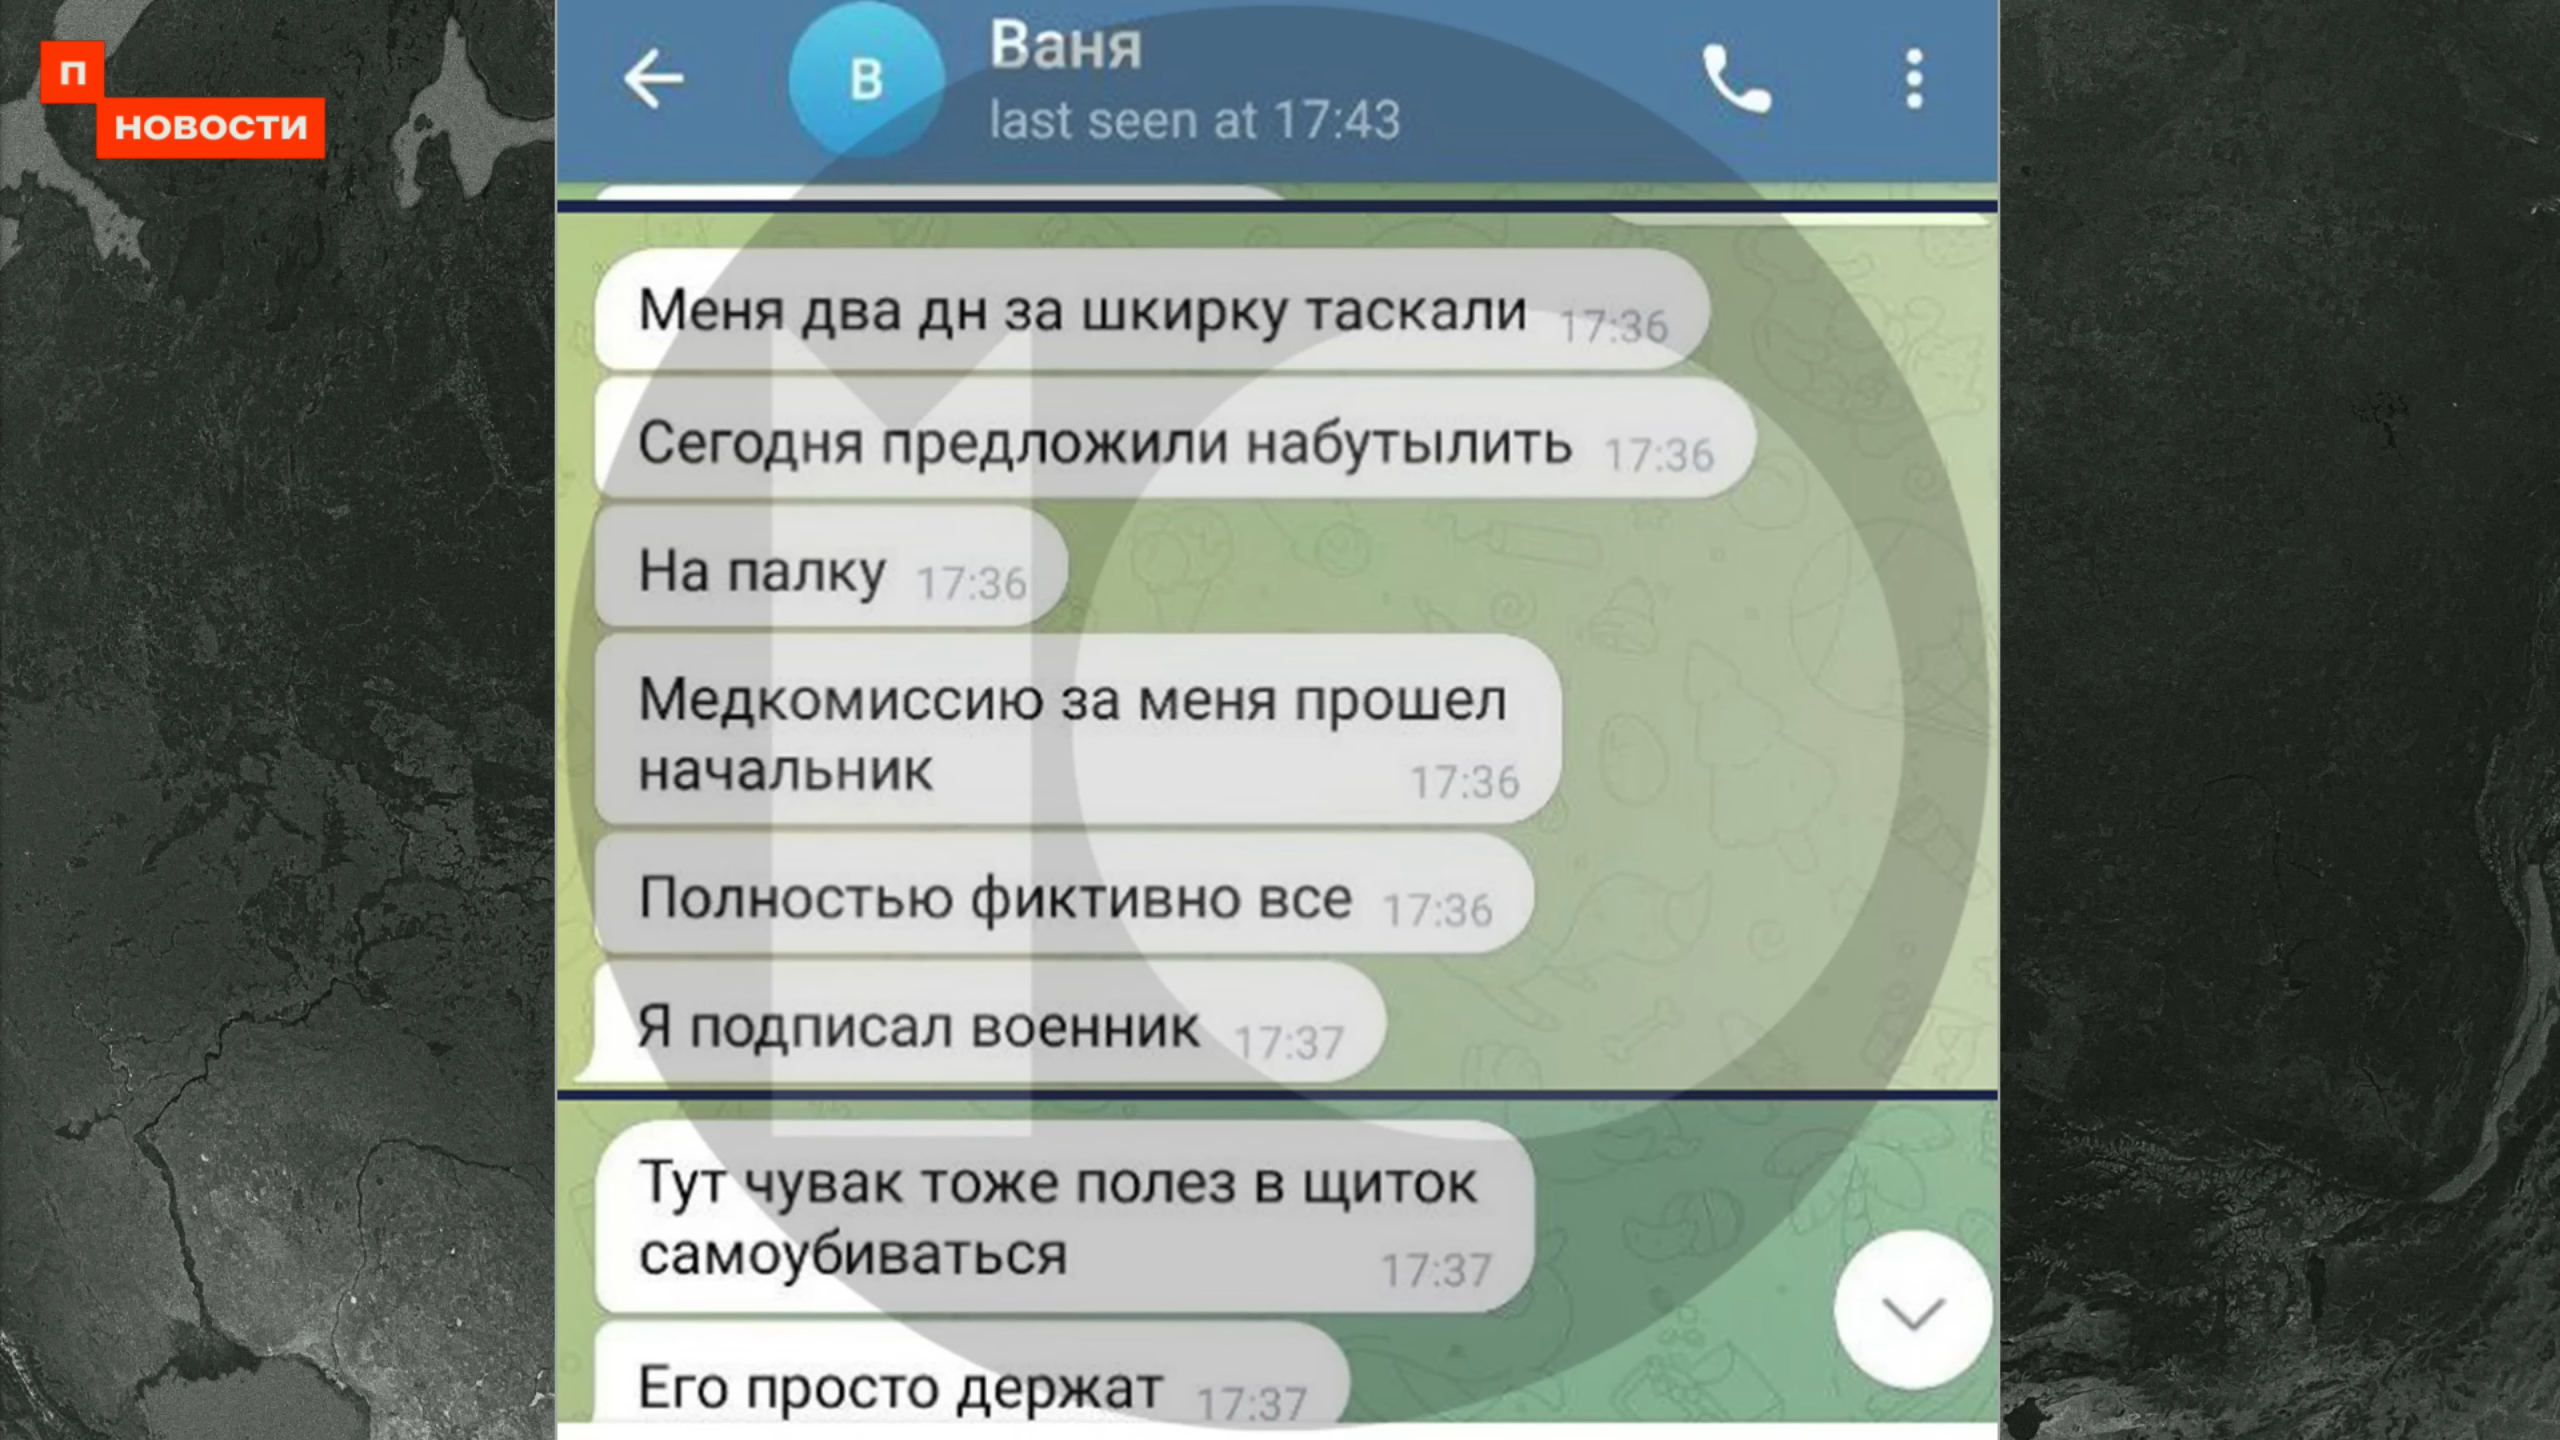 п
новости
Ваня
В
last seen at 17:43
Меня два дн за шкирку таскали 17:36
Сегодня предложили набутылить 17:36
На палку 17:36
Медкомиссию за меня прошел
начальник 17:36
Полностью фиктивно все 17:36
Я подписал военник 17:37
Тут чувак тоже полез в щиток
самоубиваться 17:37
Его просто держат 17:37